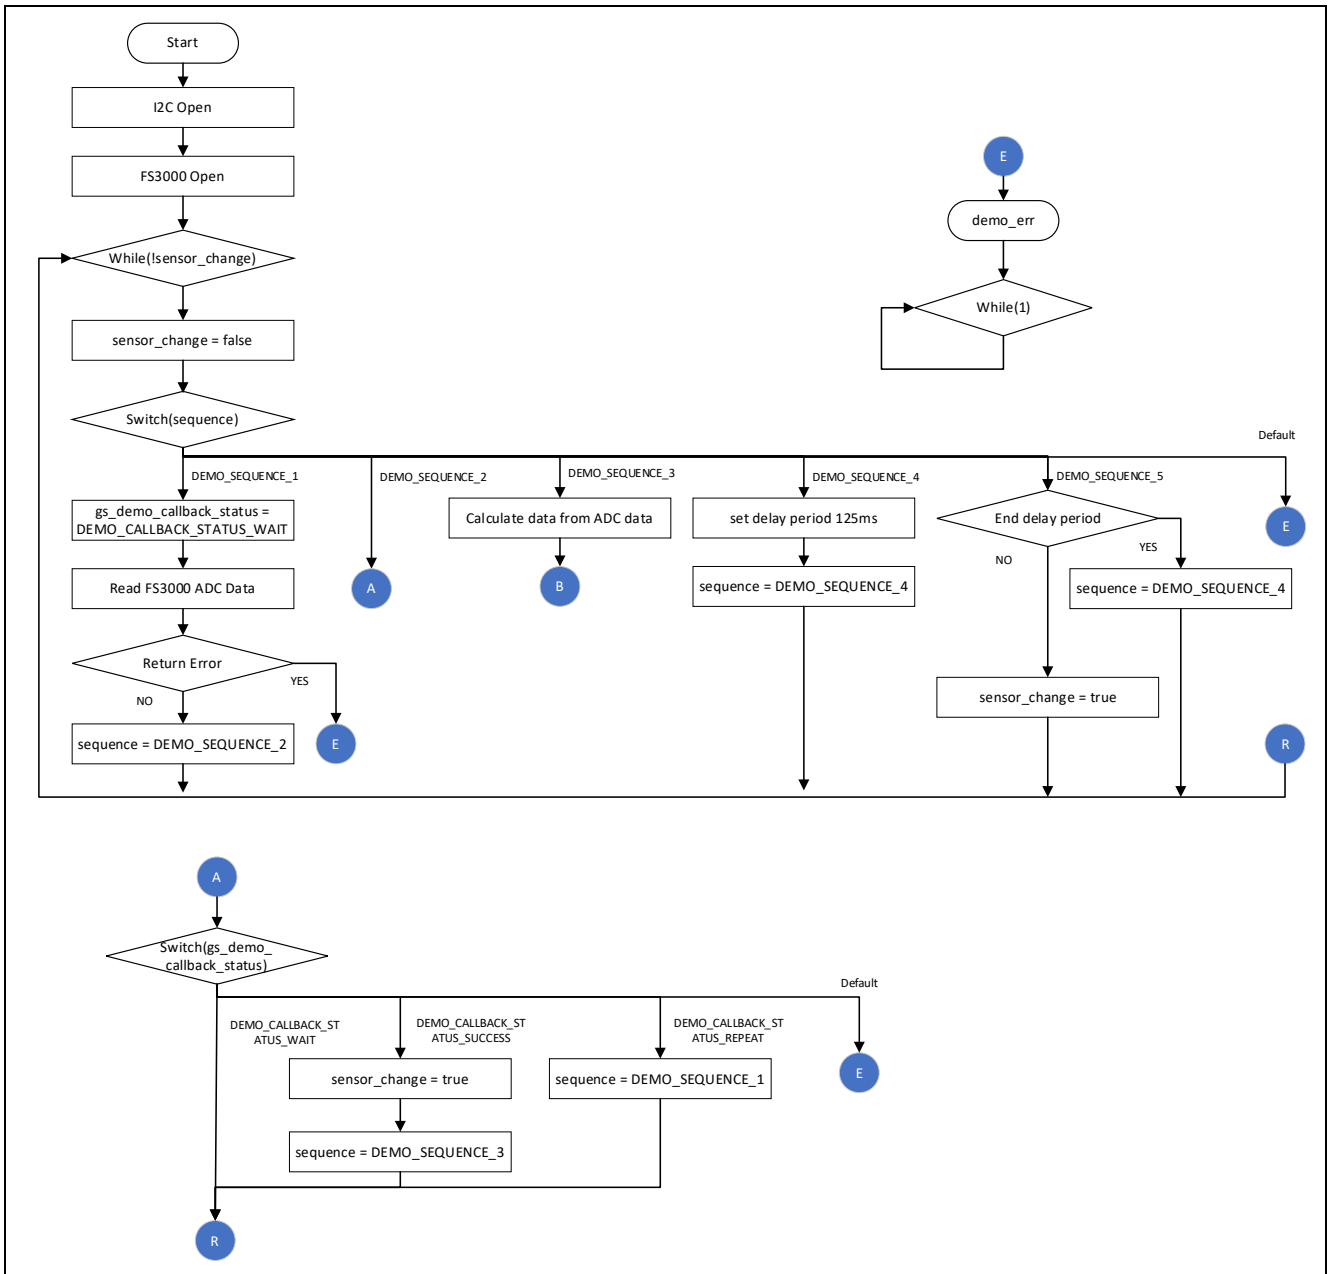 Start
I2C Open
FS3000 Open
While(!sensor_change)
sensor_change = false
Switch(sequence)
E
demo_err
While(1)
Default
DEMO_SEQUENCE_1
DEMO_SEQUENCE_2
DEMO_SEQUENCE_3
DEMO_SEQUENCE_4
DEMO_SEQUENCE_5
gs_demo_callback_status =
DEMO_CALLBACK_STATUS_WAIT
Read FS3000 ADC Data
Return Error
YES
NO
sequence = DEMO_SEQUENCE_2
E
A
Calculate data from ADC data
B
set delay period 125ms
sequence = DEMO_SEQUENCE_4
End delay period
YES
NO
sequence = DEMO_SEQUENCE_4
sensor_change = true
E
R
A
Switch(gs_demo_
callback_status)
Default
DEMO_CALLBACK_ST
ATUS_WAIT
DEMO_CALLBACK_ST
ATUS_SUCCESS
DEMO_CALLBACK_ST
ATUS_REPEAT
sensor_change = true
sequence = DEMO_SEQUENCE_3
sequence = DEMO_SEQUENCE_1
E
R